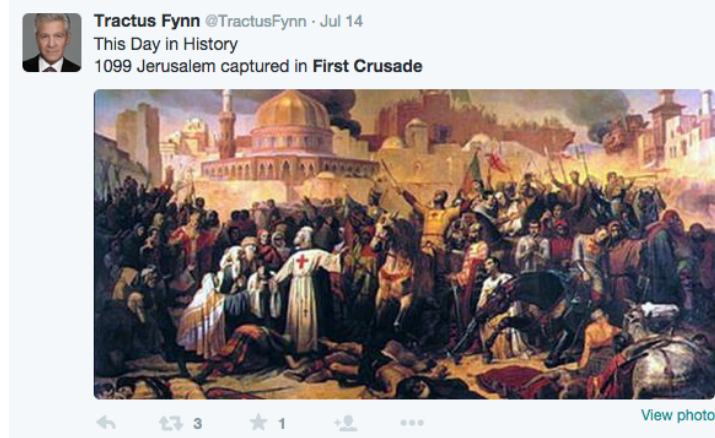 Tractus Fynn @TractusFynn · Jul 14
This Day in History
1099 Jerusalem captured in First Crusade
3 1
View photo